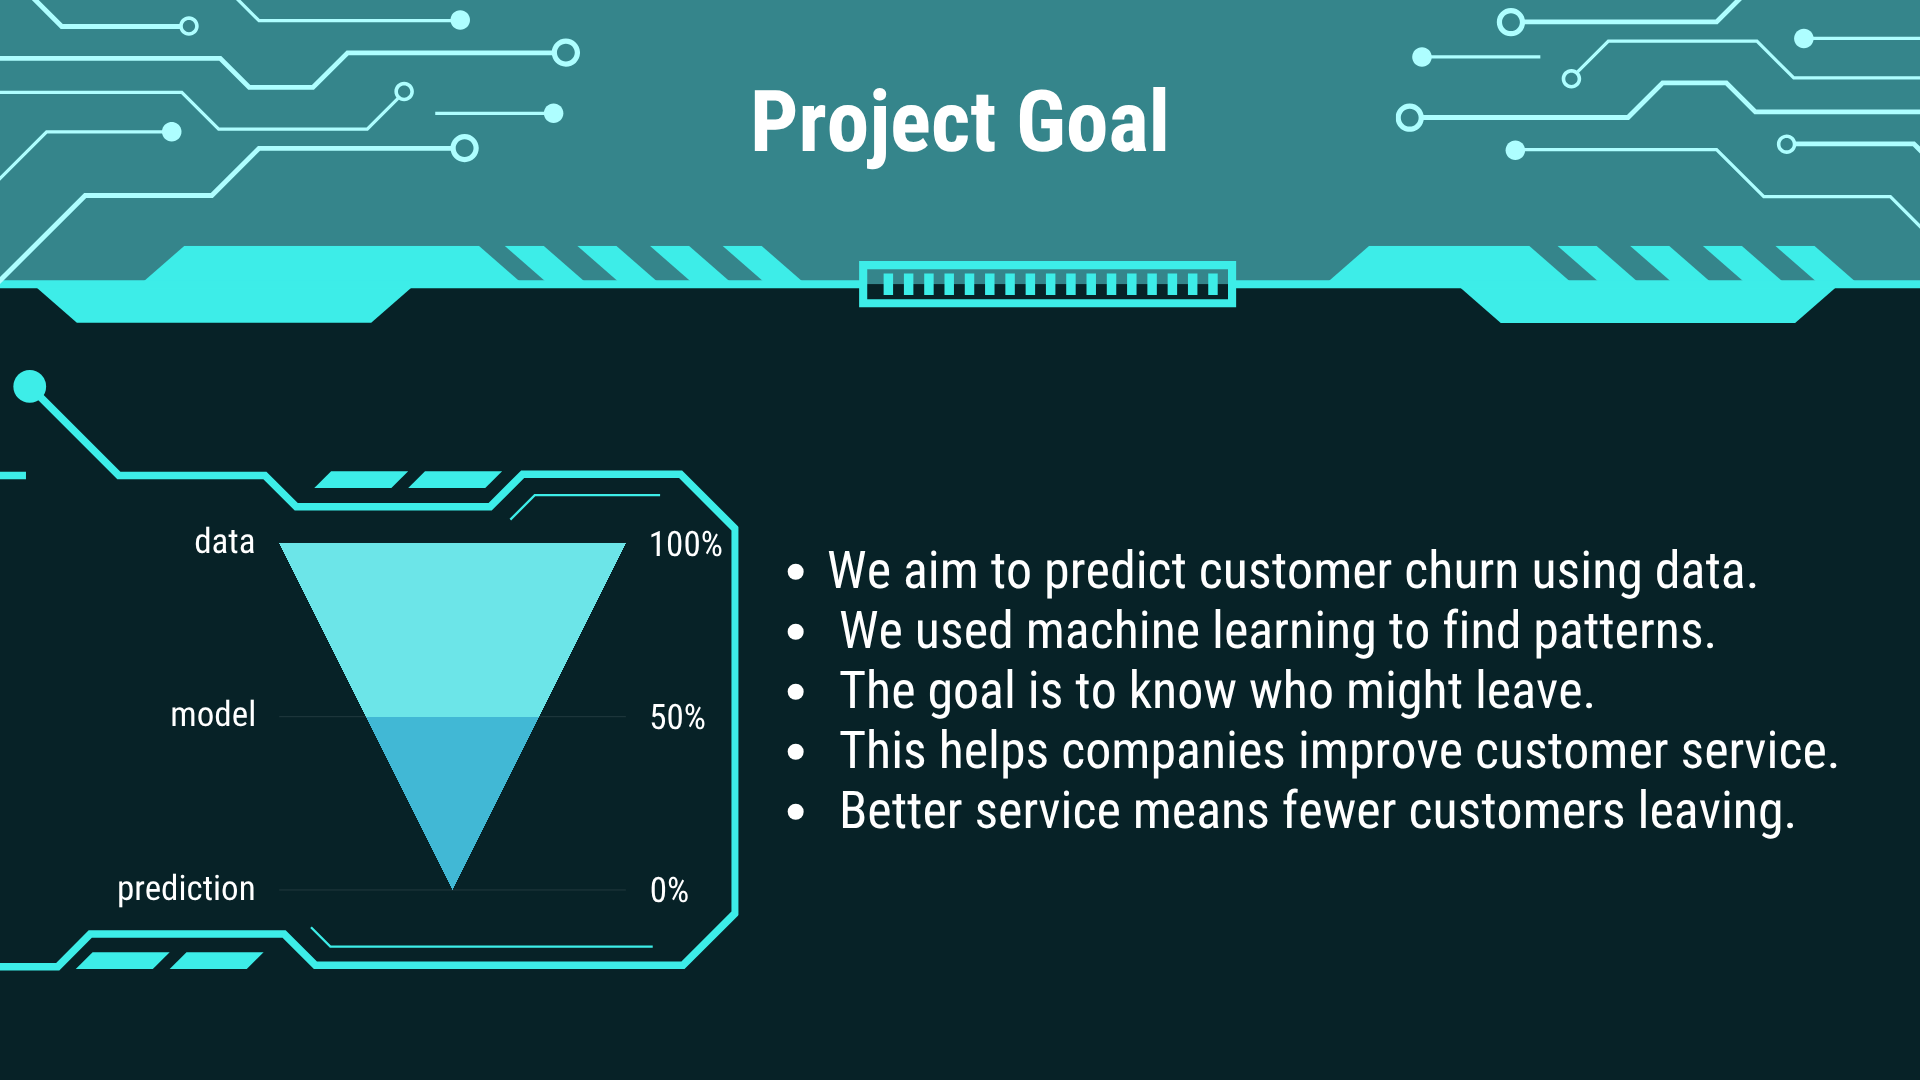 Project Goal
data
100%
model
50%
prediction
0%
• We aim to predict customer churn using data.
• We used machine learning to find patterns.
• The goal is to know who might leave.
• This helps companies improve customer service.
• Better service means fewer customers leaving.